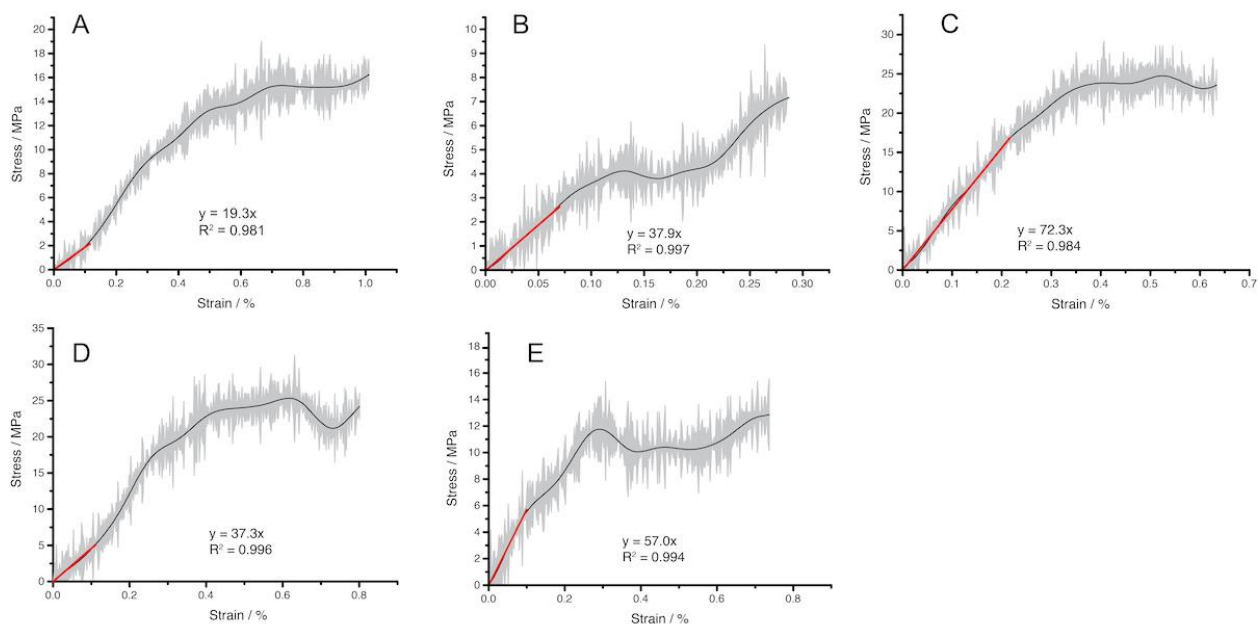 A
Stress / MPa
20
18
16
14
12
10
8
6
4
2
0
y = 19.3x
R² = 0.981
0.0 0.2 0.4 0.6 0.8 1.0
Strain / %
B
Stress / MPa
10
9
8
7
6
5
4
3
2
1
0
y = 37.9x
R² = 0.997
0.00 0.05 0.10 0.15 0.20 0.25 0.30
Strain / %
C
Stress / MPa
30
25
20
15
10
5
0
y = 72.3x
R² = 0.984
0.0 0.1 0.2 0.3 0.4 0.5 0.6 0.7
Strain / %
D
Stress / MPa
35
30
25
20
15
10
5
0
y = 37.3x
R² = 0.996
0.0 0.2 0.4 0.6 0.8
Strain / %
E
Stress / MPa
18
16
14
12
10
8
6
4
2
0
y = 57.0x
R² = 0.994
0.0 0.2 0.4 0.6 0.8
Strain / %